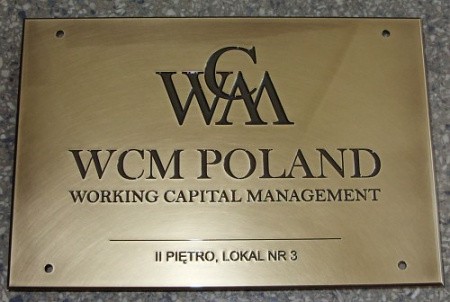 WCM
WCM POLAND
WORKING CAPITAL MANAGEMENT
II PIĘTRO, LOKAL NR 3